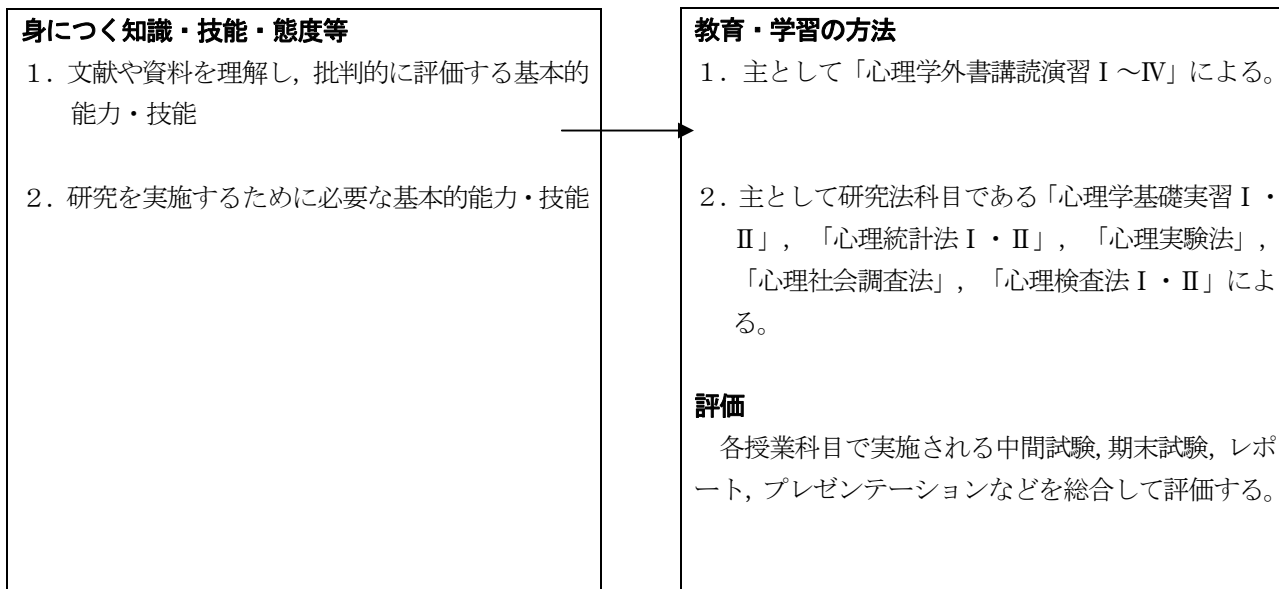 身につく知識・技能・態度等
1．文献や資料を理解し，批判的に評価する基本的
能力・技能
2．研究を実施するために必要な基本的能力・技能
教育・学習の方法
1．主として「心理学外書講読演習Ⅰ～Ⅳ」による。
2．主として研究法科目である「心理学基礎実習Ⅰ・
Ⅱ」，「心理統計法Ⅰ・Ⅱ」，「心理実験法」，
「心理社会調査法」，「心理検査法Ⅰ・Ⅱ」によ
る。
評価
各授業科目で実施される中間試験，期末試験，レポ
ート，プレゼンテーションなどを総合して評価する。